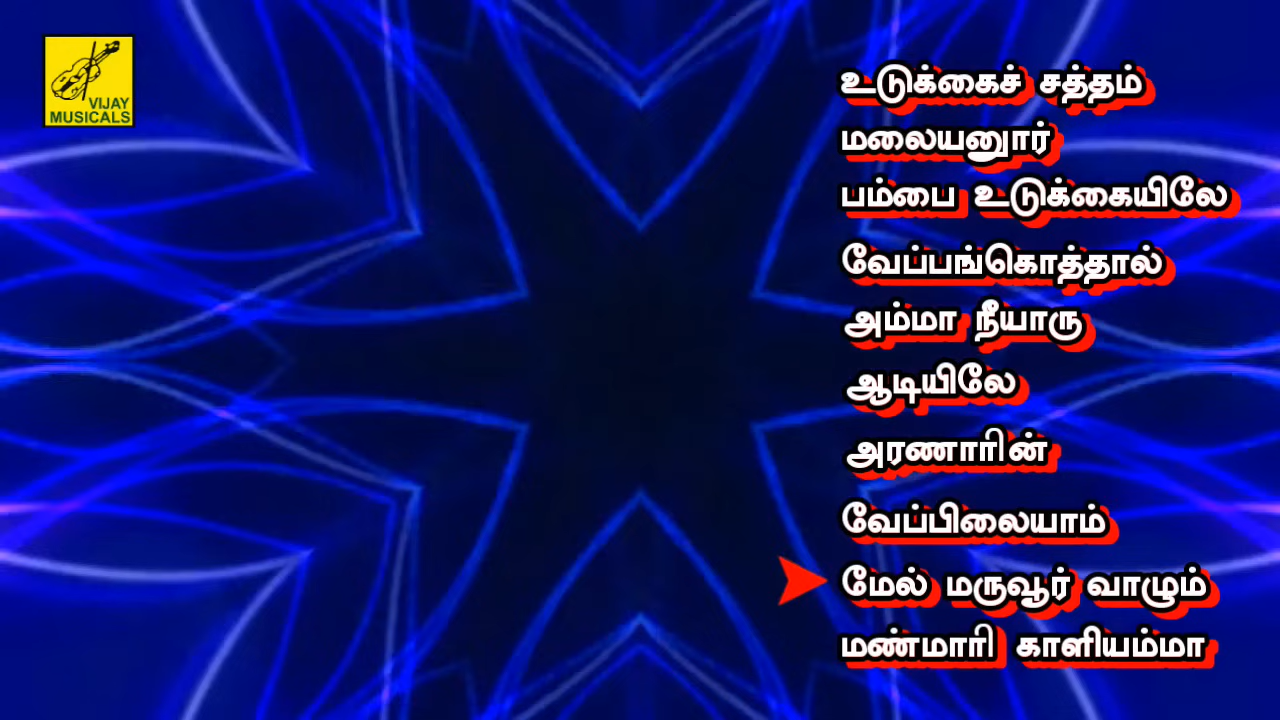 VIJAY
MUSICALS
உடுக்கைச் சத்தம்
மலையனூர்
பம்பை உடுக்கையிலே
வேப்பங்கொத்தால்
அம்மா நீயாரு
ஆடியிலே
அரணாரின்
வேப்பிலையாம்
மேல் மருவூர் வாழும்
மண்மாரி காளியம்மா